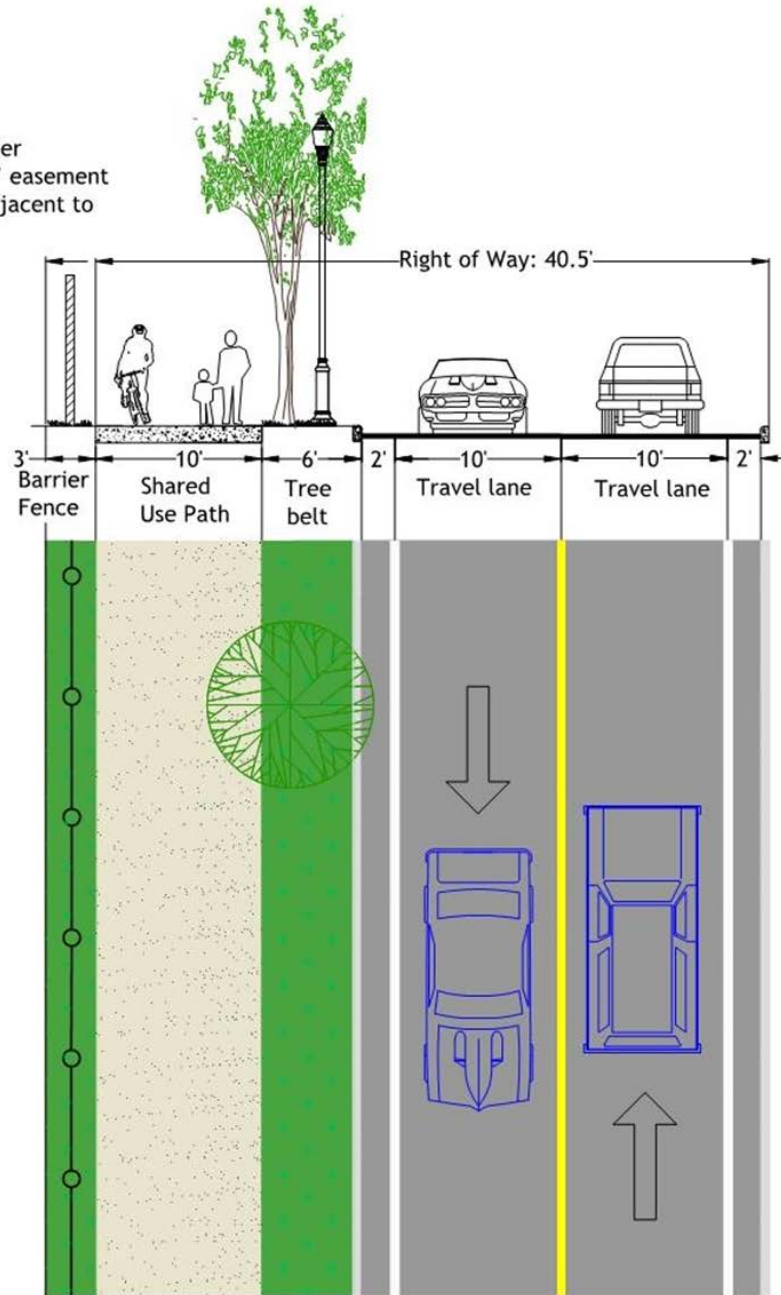 er
' easement
jacent to
Right of Way: 40.5'
3' 10' 6' 2' 10' 10' 2'
Barrier
Fence
Shared
Use Path
Tree
belt
Travel lane
Travel lane